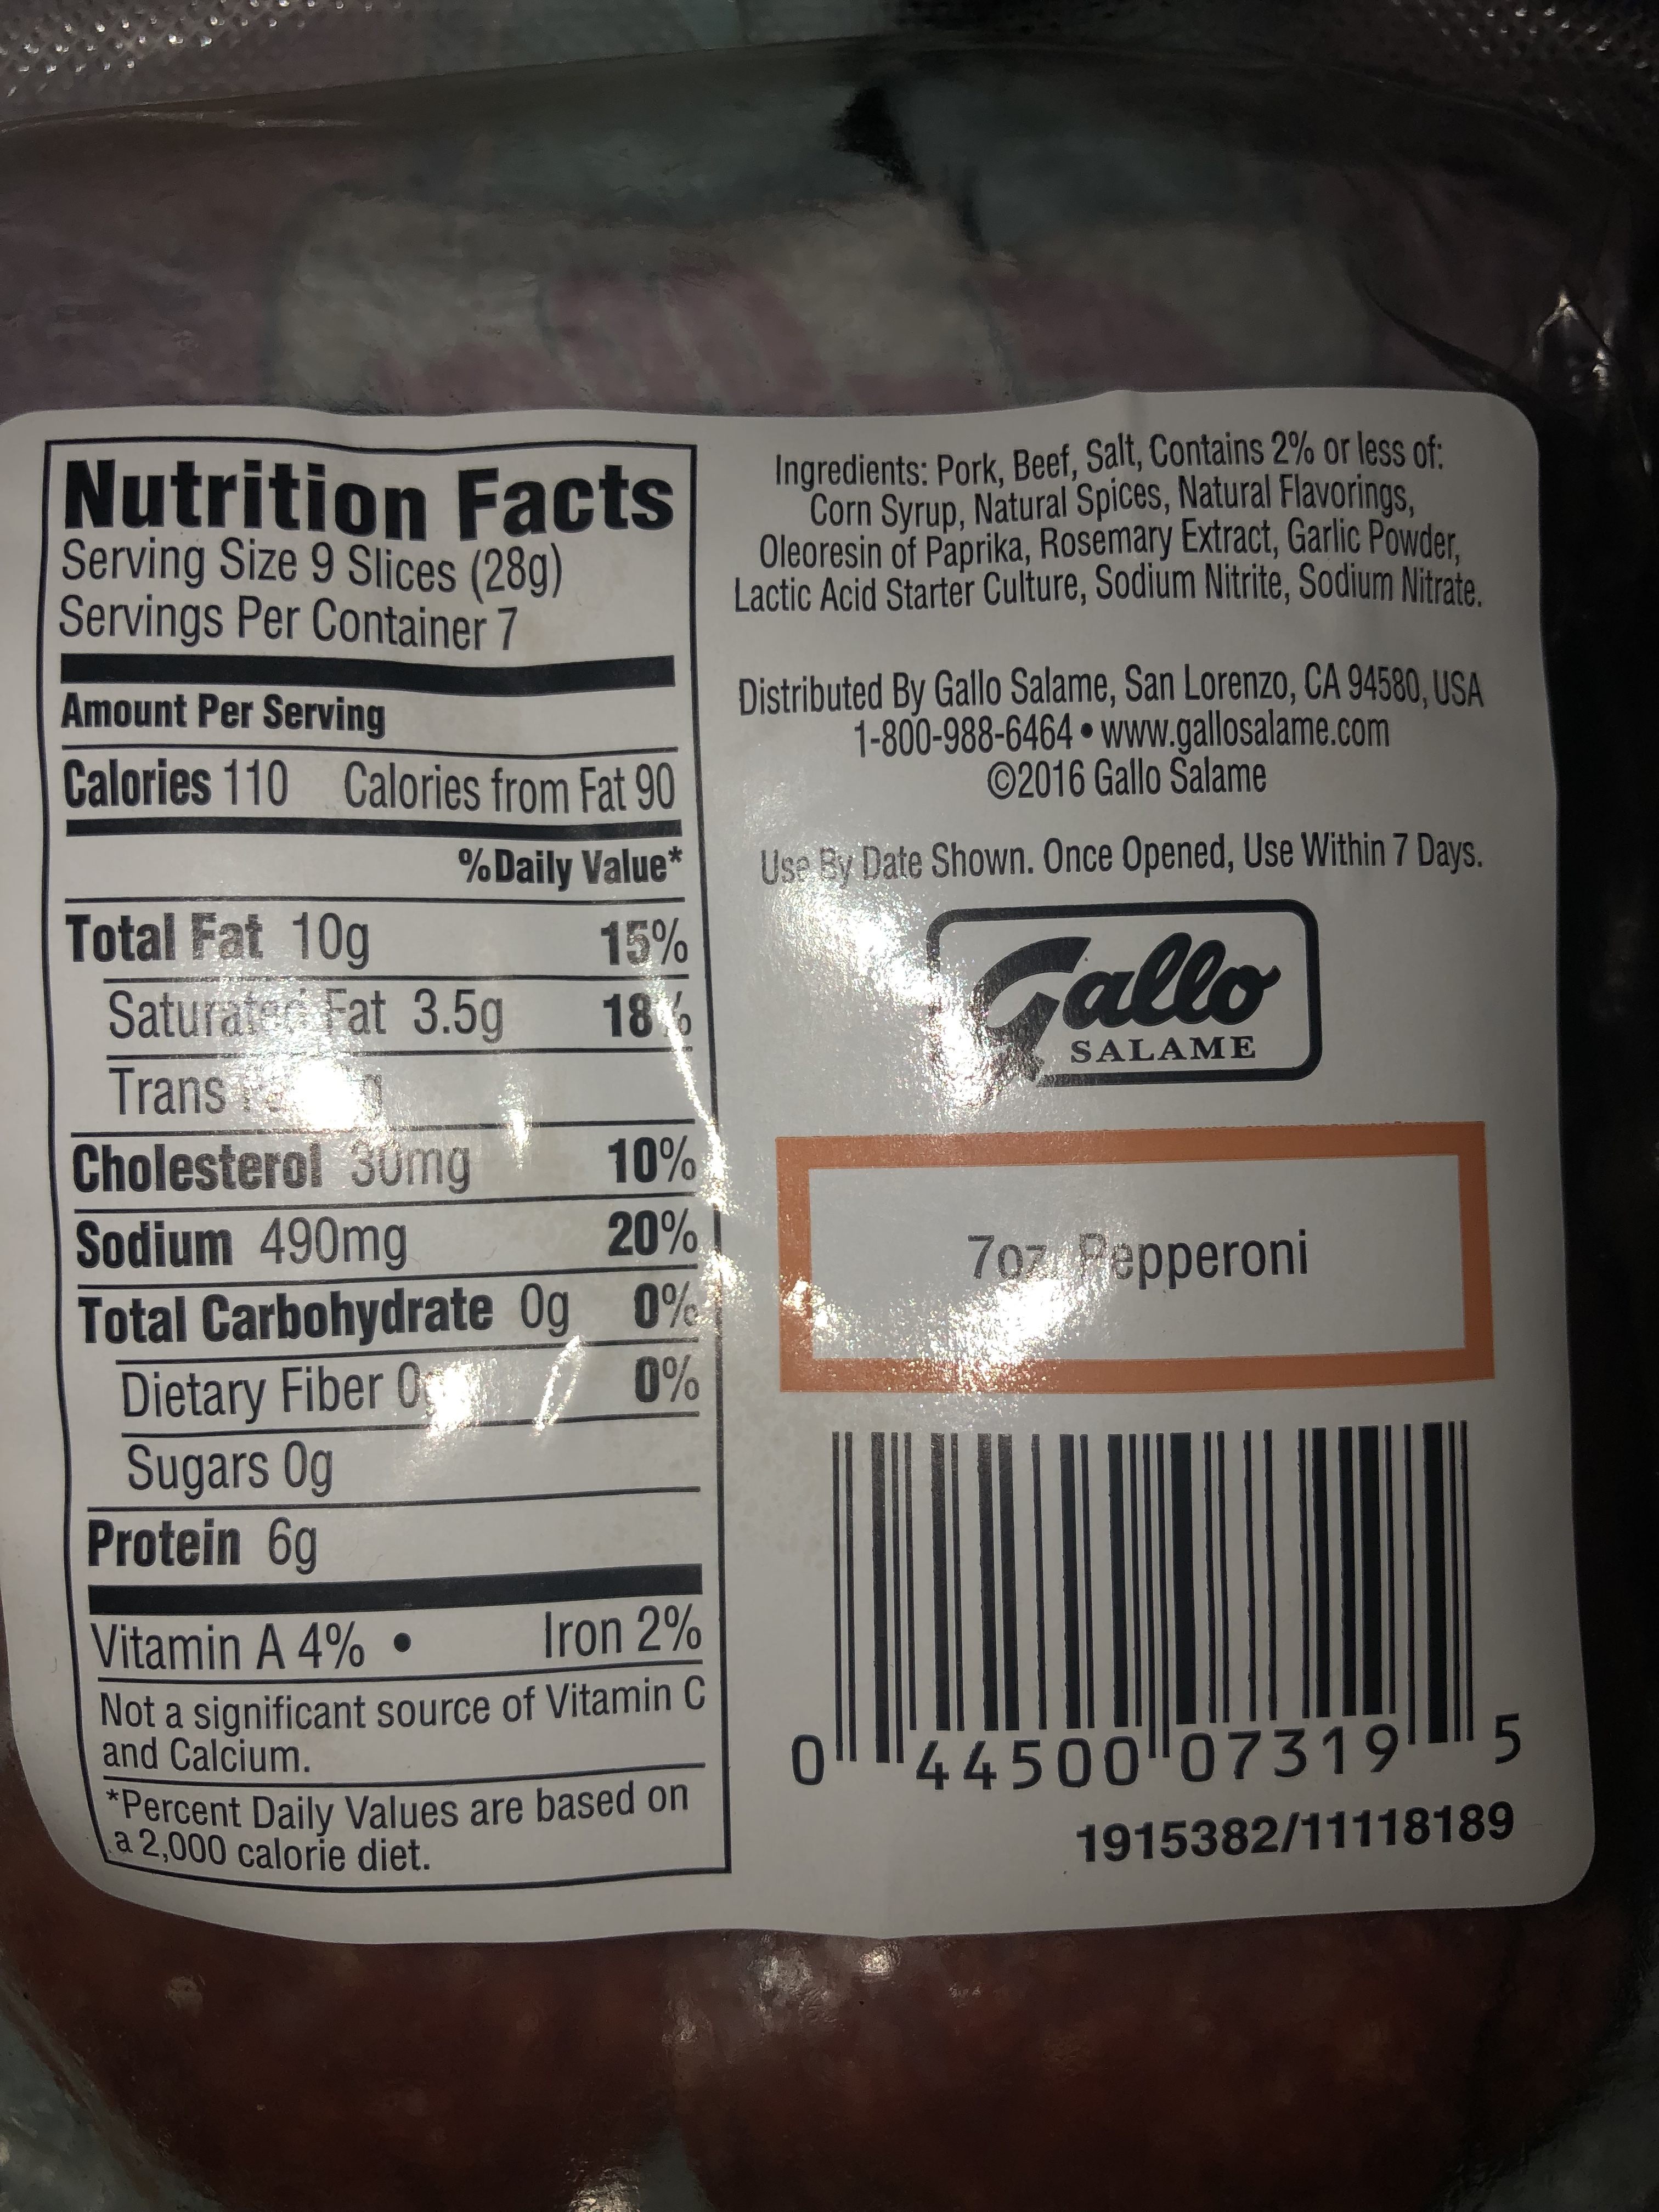 Nutrition Facts
Serving Size 9 Slices (28g)
Servings Per Container 7
Amount Per Serving
Calories 110 Calories from Fat 90
%Daily Value*
Total Fat 10g 15%
Saturated Fat 3.5g 18%
Trans
Cholesterol 30mg 10%
Sodium 490mg 20%
Total Carbohydrate 0g 0%
Dietary Fiber 0g 0%
Sugars 0g
Protein 6g
Vitamin A 4% • Iron 2%
Not a significant source of Vitamin C
and Calcium.
*Percent Daily Values are based on
a 2,000 calorie diet.
Ingredients: Pork, Beef, Salt, Contains 2% or less of:
Corn Syrup, Natural Spices, Natural Flavorings,
Oleoresin of Paprika, Rosemary Extract, Garlic Powder,
Lactic Acid Starter Culture, Sodium Nitrite, Sodium Nitrate.
Distributed By Gallo Salame, San Lorenzo, CA 94580, USA
1-800-988-6464 • www.gallosalame.com
©2016 Gallo Salame
Use By Date Shown. Once Opened, Use Within 7 Days.
Gallo
SALAME
7oz Pepperoni
0 44500 07319 5
1915382/11118189